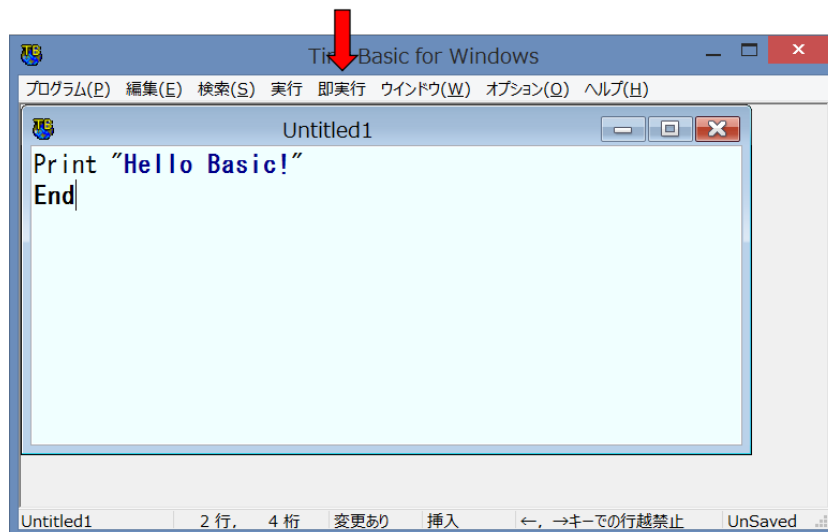 Basic for Windows
プログラム(P) 編集(E) 検索(S) 実行 即実行 ウインドウ(W) オプション(O) ヘルプ(H)
Untitled1
Print "Hello Basic!"
End
Untitled1 2 行, 4 桁 変更あり 挿入 ←, →キーでの行越禁止 UnSaved